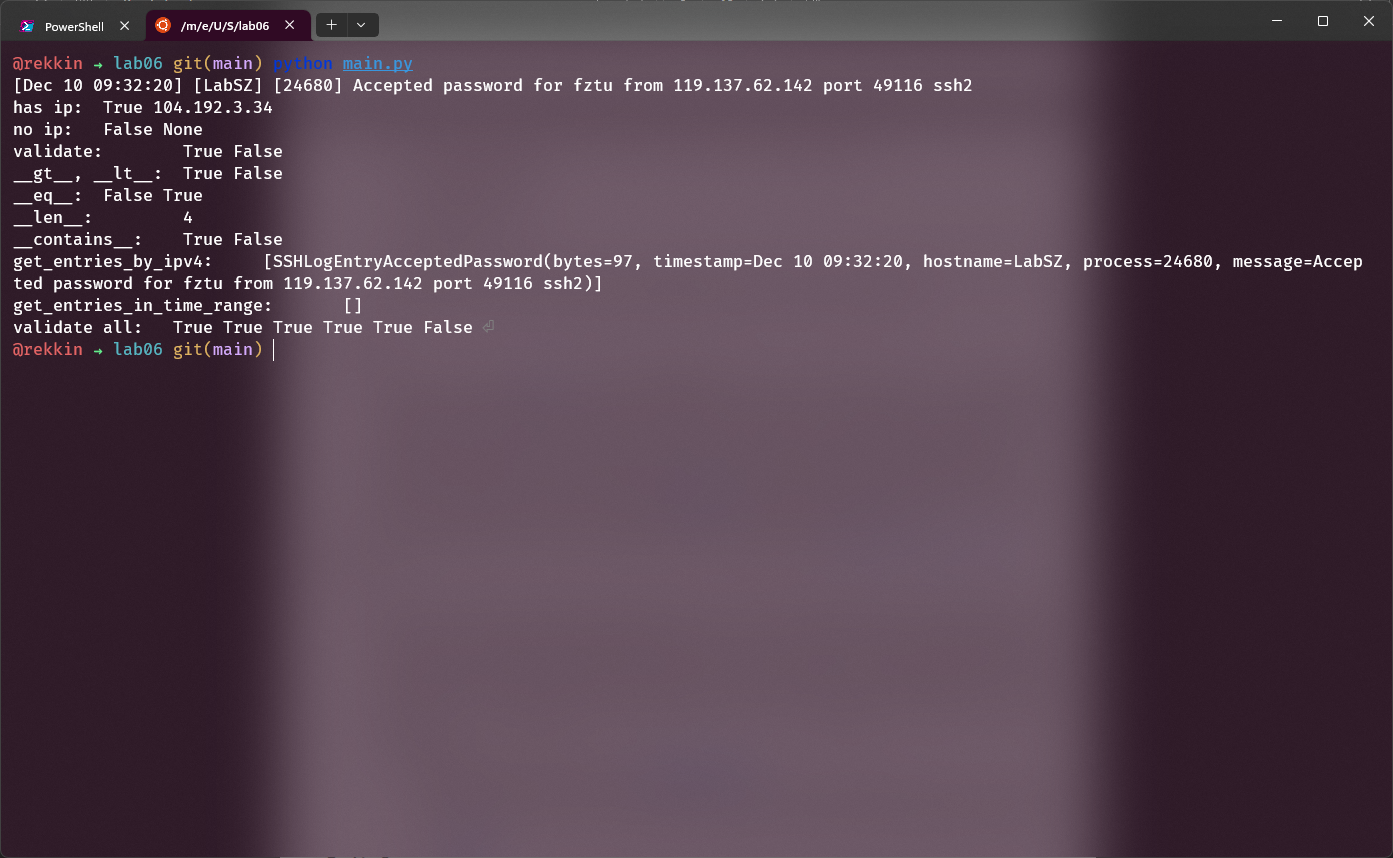 PowerShell
/m/e/U/S/lab06
@rekkin → lab06 git(main) python main.py
[Dec 10 09:32:20] [LabSZ] [24680] Accepted password for fztu from 119.137.62.142 port 49116 ssh2
has ip:  True 104.192.3.34
no ip:   False None
validate:        True False
__gt__, __lt__:  True False
__eq__:  False True
__len__:         4
__contains__:    True False
get_entries_by_ipv4:     [SSHLogEntryAcceptedPassword(bytes=97, timestamp=Dec 10 09:32:20, hostname=LabSZ, process=24680, message=Accep
ted password for fztu from 119.137.62.142 port 49116 ssh2)]
get_entries_in_time_range:       []
validate all:   True True True True True False ⏎
@rekkin → lab06 git(main)